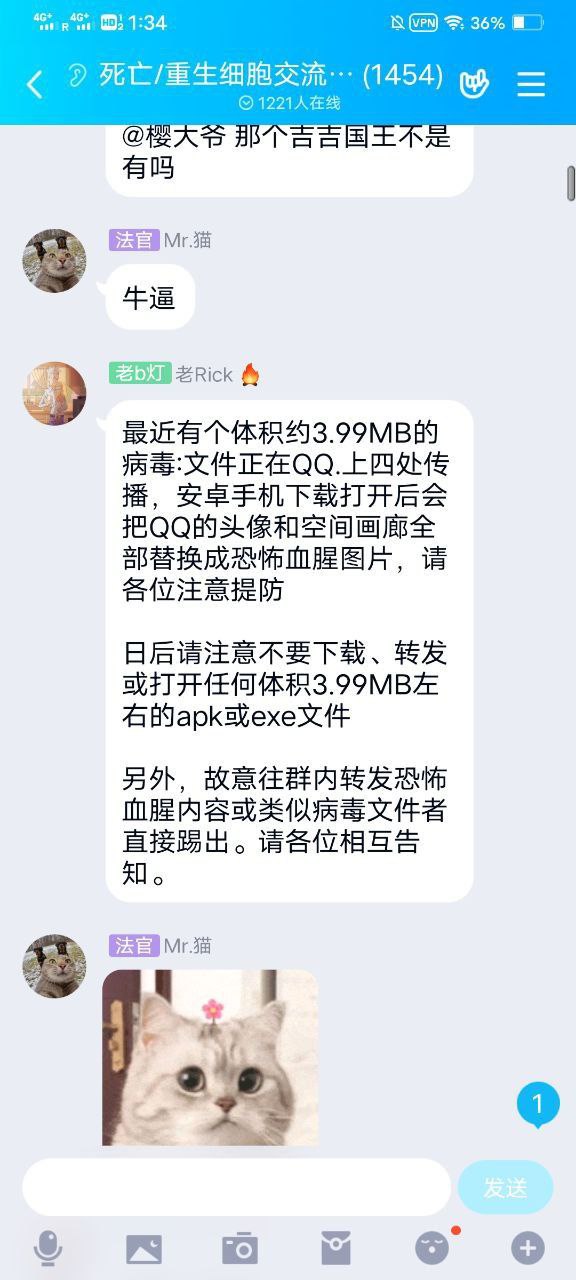 4G+ R 4G+ HD 1:34 VPN 36%
死亡/重生细胞交流… (1454)
1221人在线
@樱大爷 那个吉吉国王不是
有吗
法官 Mr.猫
牛逼
老b灯 老Rick 🔥
最近有个体积约3.99MB的
病毒:文件正在QQ.上四处传
播，安卓手机下载打开后会
把QQ的头像和空间画廊全
部替换成恐怖血腥图片，请
各位注意提防
日后请注意不要下载、转发
或打开任何体积3.99MB左
右的apk或exe文件
另外，故意往群内转发恐怖
血腥内容或类似病毒文件者
直接踢出。请各位相互告
知。
法官 Mr.猫
1
发送